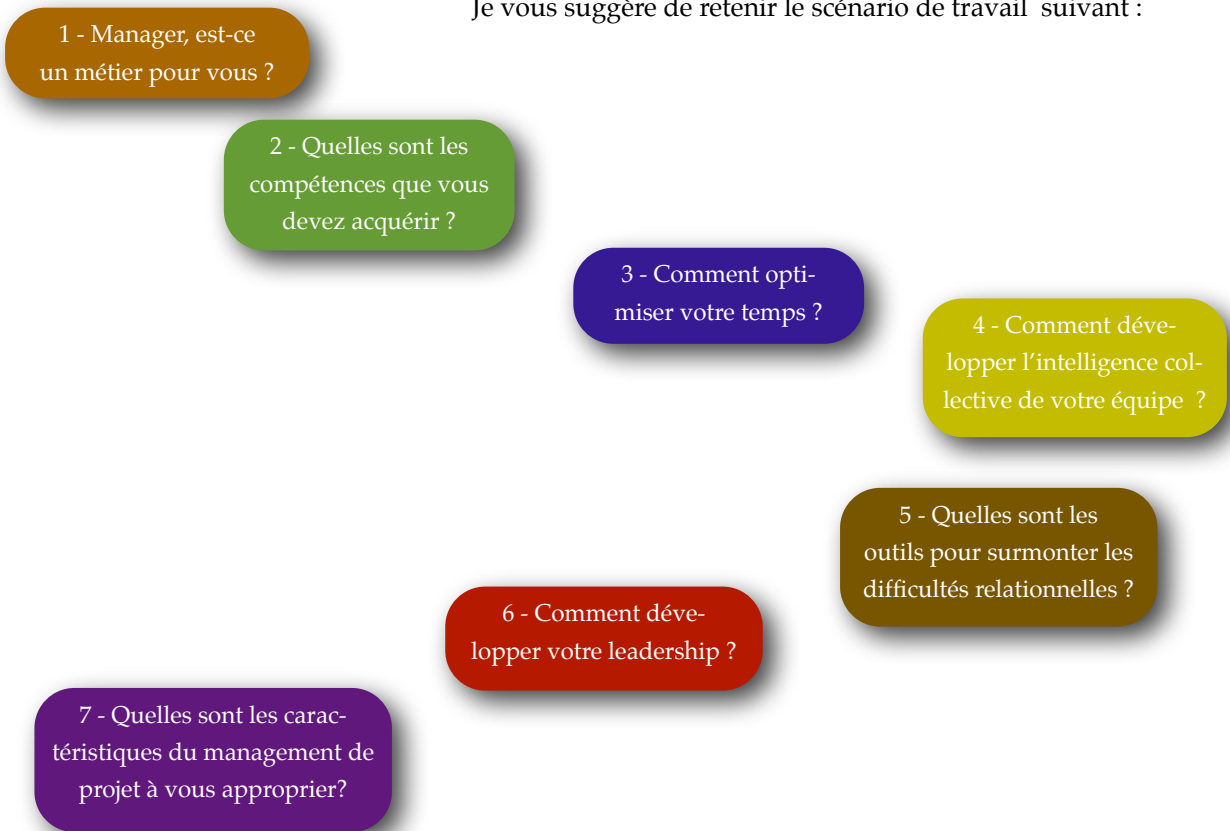 Je vous suggère de retenir le scénario de travail suivant :
1 - Manager, est-ce
un métier pour vous ?
2 - Quelles sont les
compétences que vous
devez acquérir ?
3 - Comment opti-
miser votre temps ?
4 - Comment déve-
lopper l’intelligence col-
lective de votre équipe ?
5 - Quelles sont les
outils pour surmonter les
difficultés relationnelles ?
6 - Comment déve-
lopper votre leadership ?
7 - Quelles sont les carac-
téristiques du management de
projet à vous approprier?